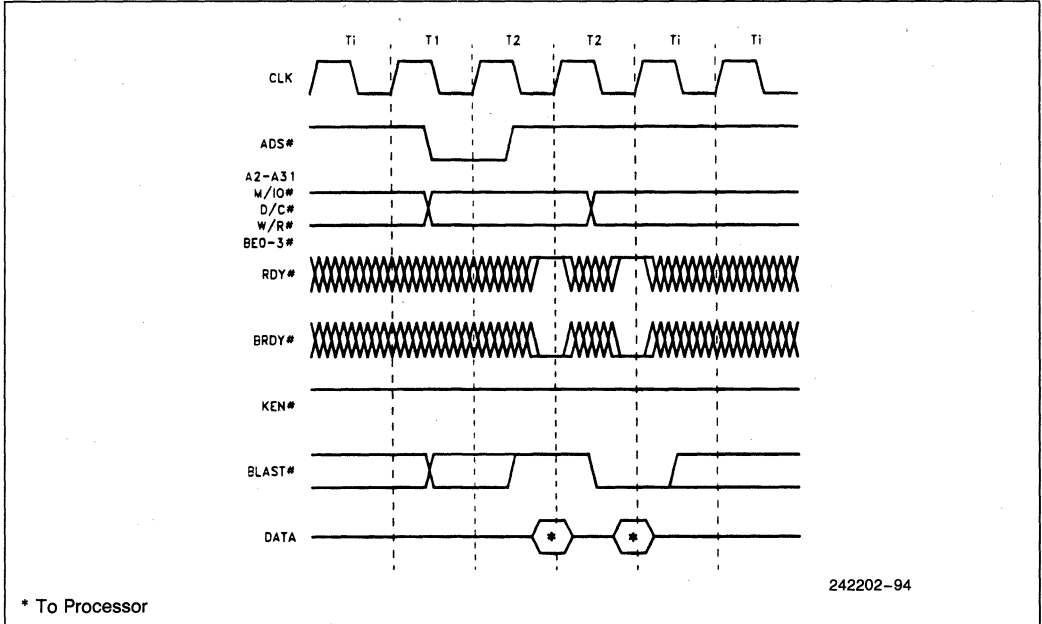 Ti T1 T2 T2 Ti Ti
CLK
ADS#
A2-A31
M/IO#
D/C#
W/R#
BE0-3#
RDY#
BRDY#
KEN#
BLAST#
DATA
*
*
242202-94
* To Processor